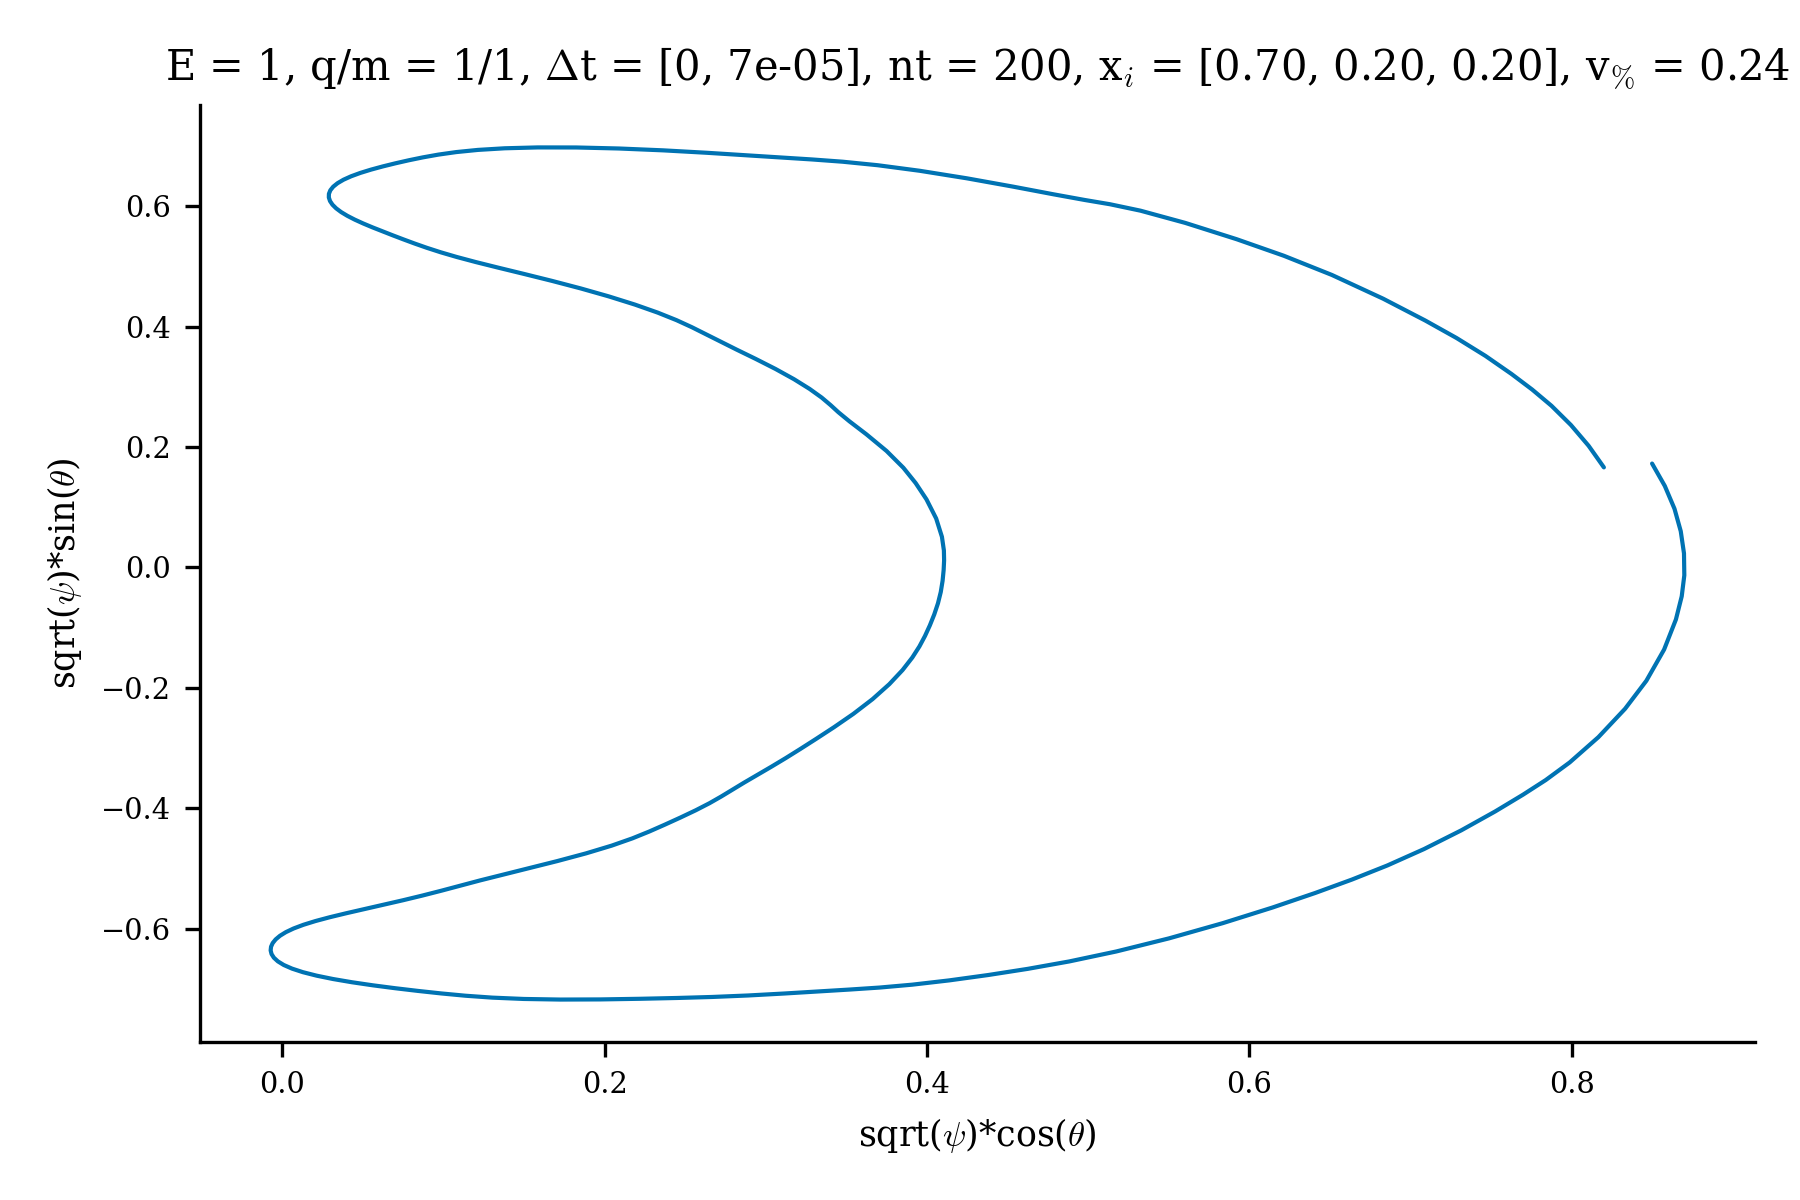 E = 1, q/m = 1/1, Δt = [0, 7e-05], nt = 200, xᵢ = [0.70, 0.20, 0.20], v% = 0.24
sqrt(ψ)*sin(θ)
0.6
0.4
0.2
0.0
−0.2
−0.4
−0.6
0.0 0.2 0.4 0.6 0.8
sqrt(ψ)*cos(θ)